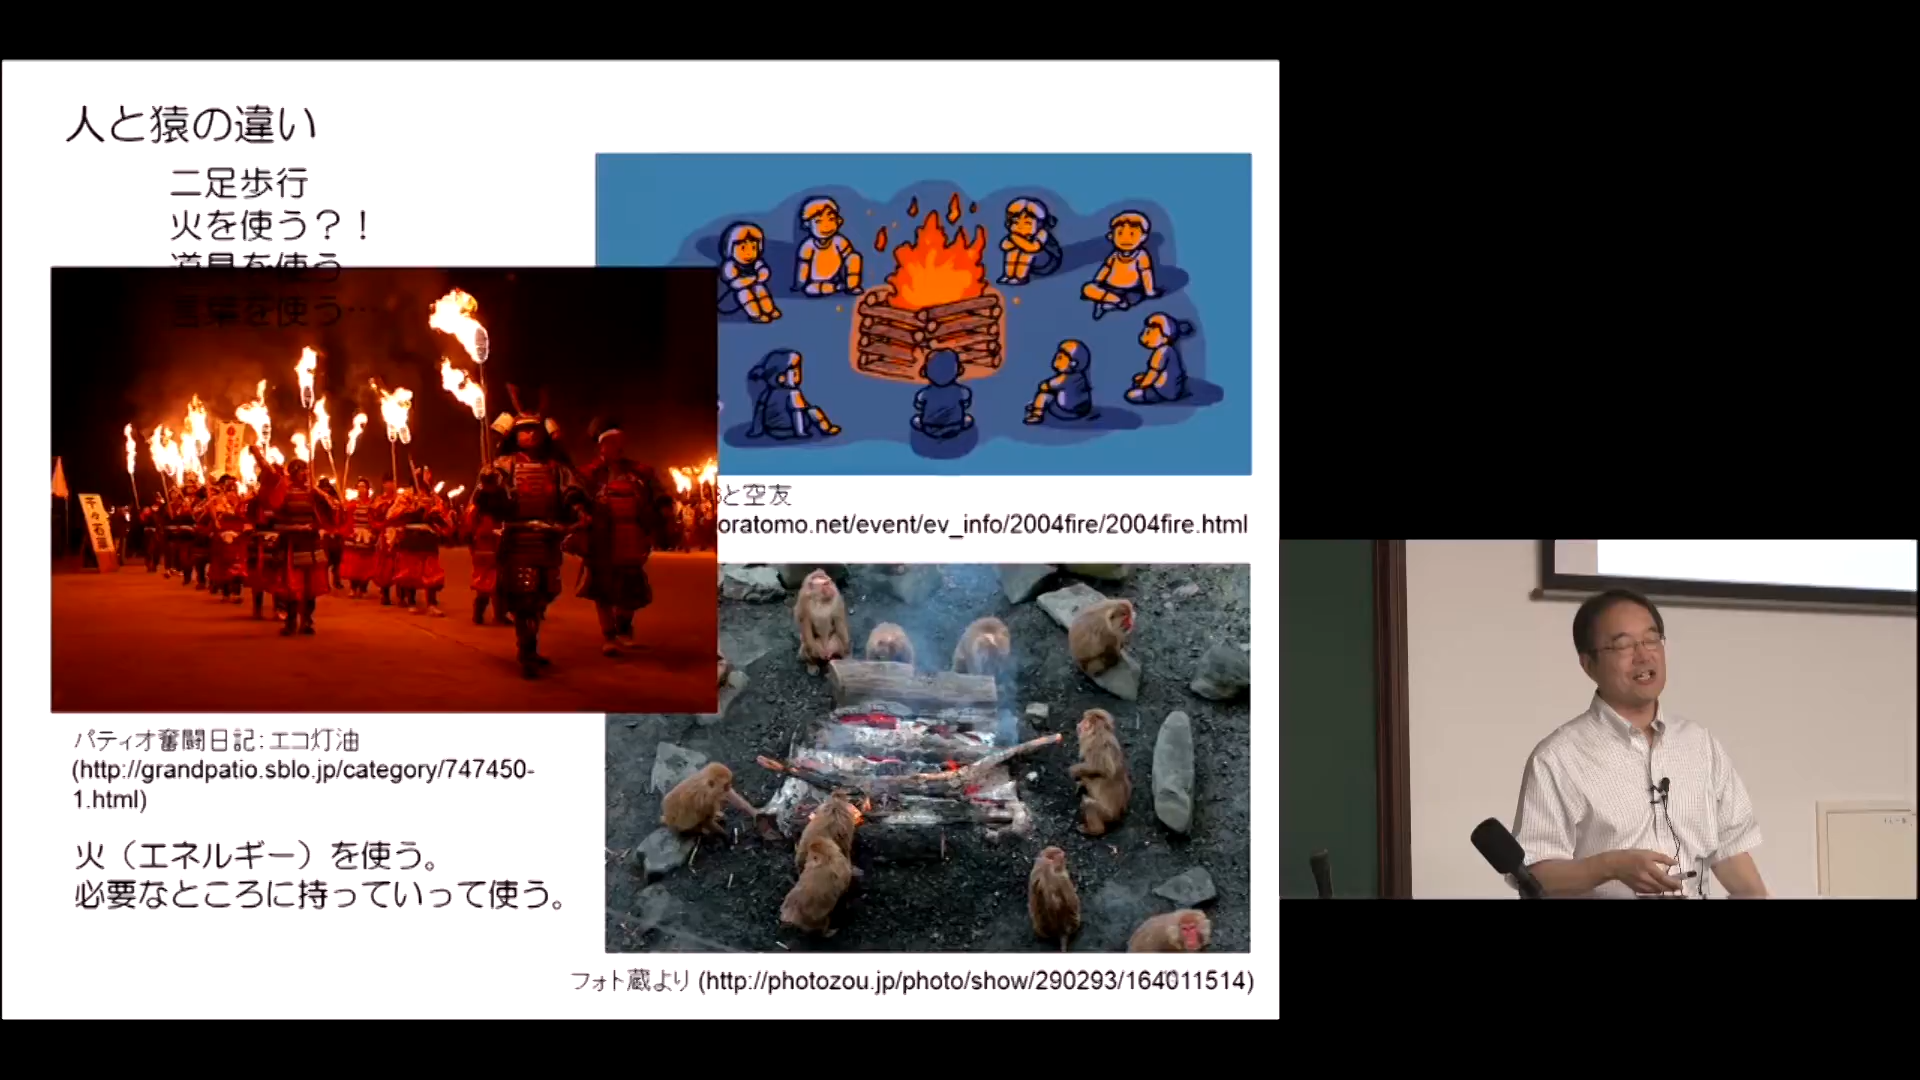 人と猿の違い
二足歩行
火を使う?!
道具を使う
言葉を使う…
と空友
oratomo.net/event/ev_info/2004fire/2004fire.html
パティオ奮闘日記:エコ灯油
(http://grandpatio.sblo.jp/category/747450-
1.html)
火(エネルギー)を使う。
必要なところに持っていって使う。
フォト蔵より (http://photozou.jp/photo/show/290293/164011514)